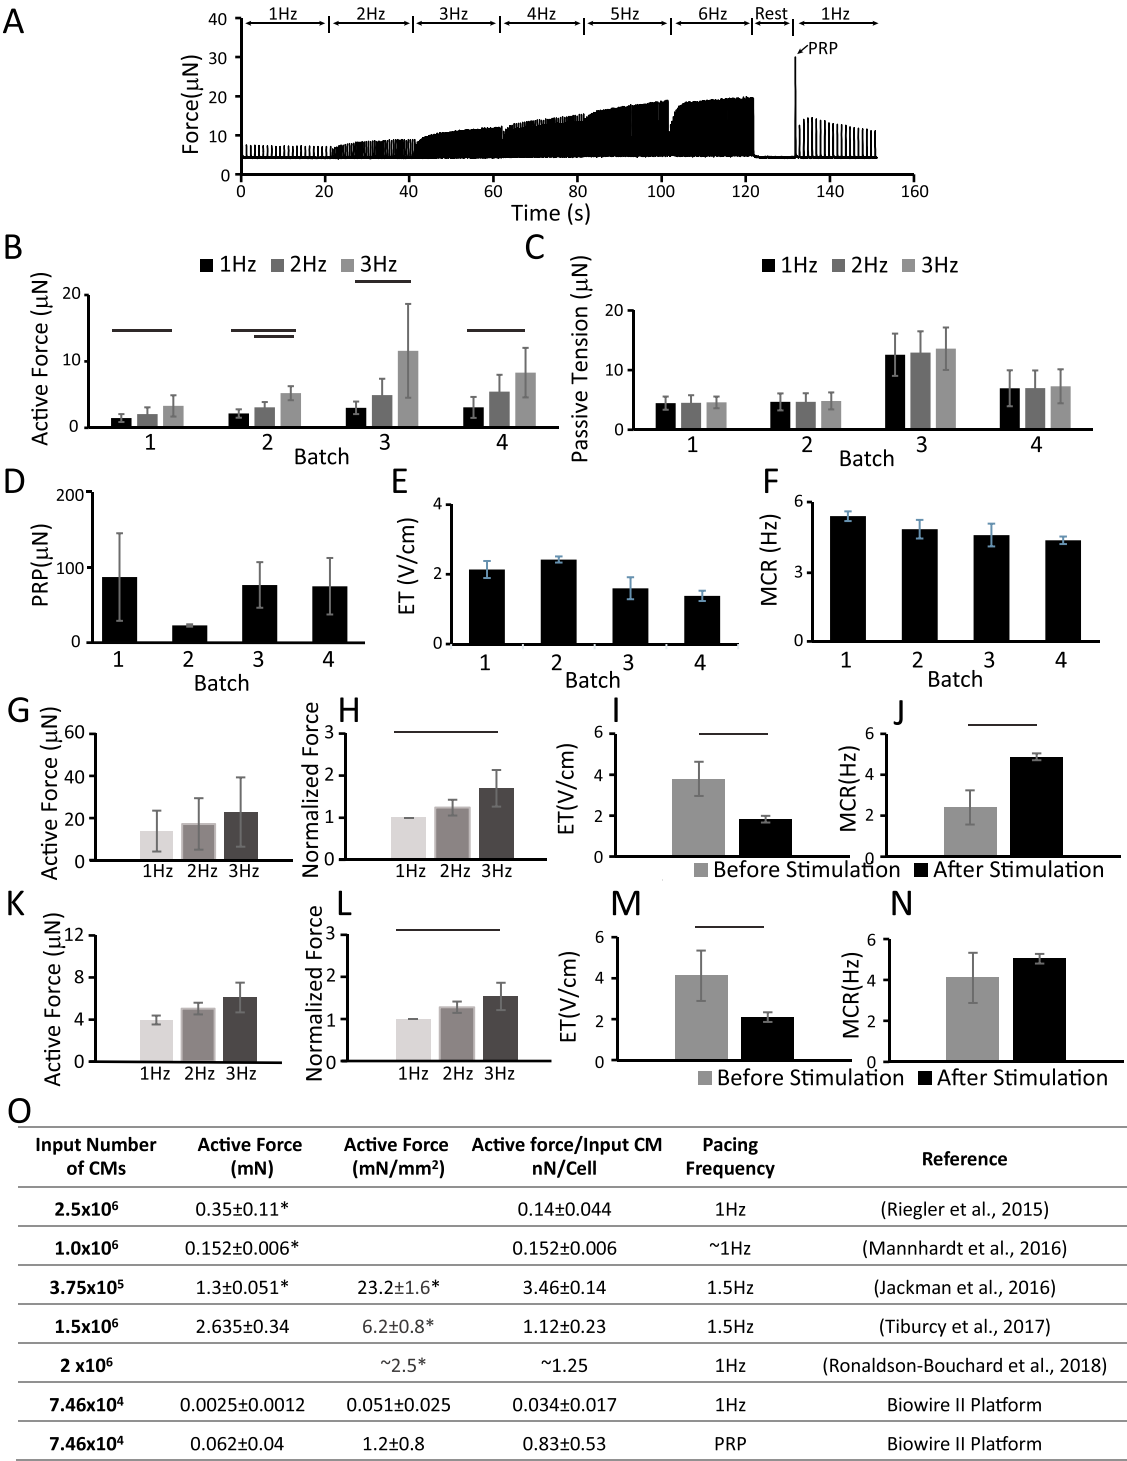 A
1Hz 2Hz 3Hz 4Hz 5Hz 6Hz Rest 1Hz
PRP
Force(µN)
40
30
20
10
0
0 20 40 60 80 100 120 140 160
Time (s)
B
1Hz 2Hz 3Hz
Active Force (µN)
20
10
0
1 2 3 4
Batch
C
1Hz 2Hz 3Hz
Passive Tension (µN)
20
10
0
1 2 3 4
Batch
D
PRP(µN)
200
100
0
1 2 3 4
Batch
E
ET (V/cm)
4
2
0
1 2 3 4
Batch
F
MCR (Hz)
6
3
0
1 2 3 4
Batch
G
Active Force (µN)
60
40
20
0
1Hz 2Hz 3Hz
H
Normalized Force
3
2
1
0
1Hz 2Hz 3Hz
I
ET(V/cm)
6
4
2
0
J
MCR(Hz)
6
4
2
0
Before Stimulation After Stimulation
K
Active Force (µN)
12
8
4
0
1Hz 2Hz 3Hz
L
Normalized Force
3
2
1
0
1Hz 2Hz 3Hz
M
ET(V/cm)
6
4
2
0
N
MCR(Hz)
6
4
2
0
Before Stimulation After Stimulation
O
Input Number Active Force Active Force Active force/Input CM Pacing Reference
of CMs (mN) (mN/mm²) nN/Cell Frequency
2.5x10⁶ 0.35±0.11* 0.14±0.044 1Hz (Riegler et al., 2015)
1.0x10⁶ 0.152±0.006* 0.152±0.006 ~1Hz (Mannhardt et al., 2016)
3.75x10⁵ 1.3±0.051* 23.2±1.6* 3.46±0.14 1.5Hz (Jackman et al., 2016)
1.5x10⁶ 2.635±0.34 6.2±0.8* 1.12±0.23 1.5Hz (Tiburcy et al., 2017)
2 x10⁶ ~2.5* ~1.25 1Hz (Ronaldson-Bouchard et al., 2018)
7.46x10⁴ 0.0025±0.0012 0.051±0.025 0.034±0.017 1Hz Biowire II Platform
7.46x10⁴ 0.062±0.04 1.2±0.8 0.83±0.53 PRP Biowire II Platform